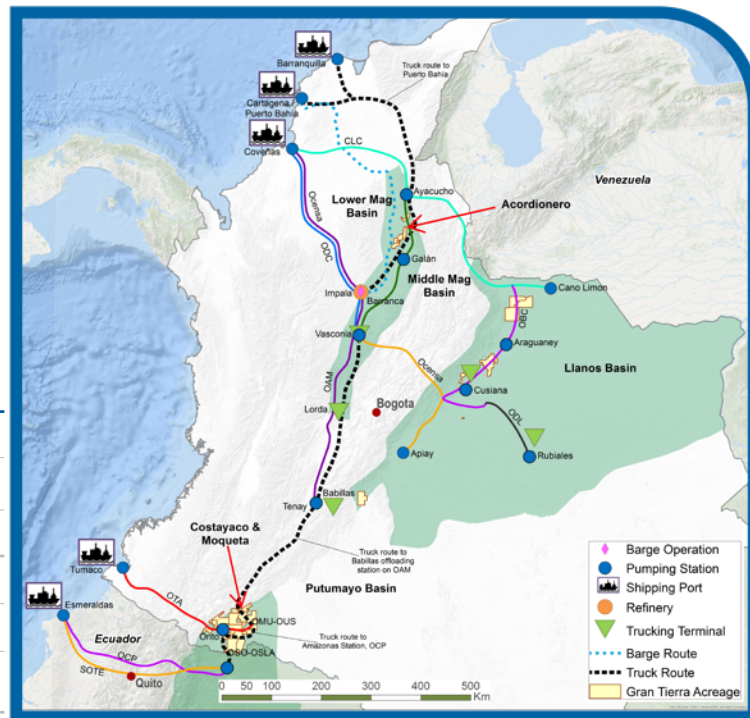 Barranquilla
Truck route to
Puerto Bahia
Cartagena
Puerto Bahia
Coveñas
CLC
Venezuela
Ayacucho
Lower Mag
Basin
Acordionero
Ocensa
ODC
Galán
Middle Mag
Basin
Impala
Barranca
Cano Limon
OBC
Vasconia
Araguaney
Ocensa
Llanos Basin
OAM
Cusiana
Lorda
Bogota
ODL
Apiay
Rubiales
Babillas
Tenay
Costayaco &
Moqueta
Truck route to
Babillas offloading
station on OAM
Tumaco
Putumayo Basin
OTA
Esmeraldas
OMU-OUS
Orito
Truck route to
Amazonas Station, OCP
Ecuador
OSO-OSLA
OCP
SOTE
Quito
0 50 100 200 300 400 500
Km
Barge Operation
Pumping Station
Shipping Port
Refinery
Trucking Terminal
Barge Route
Truck Route
Gran Tierra Acreage